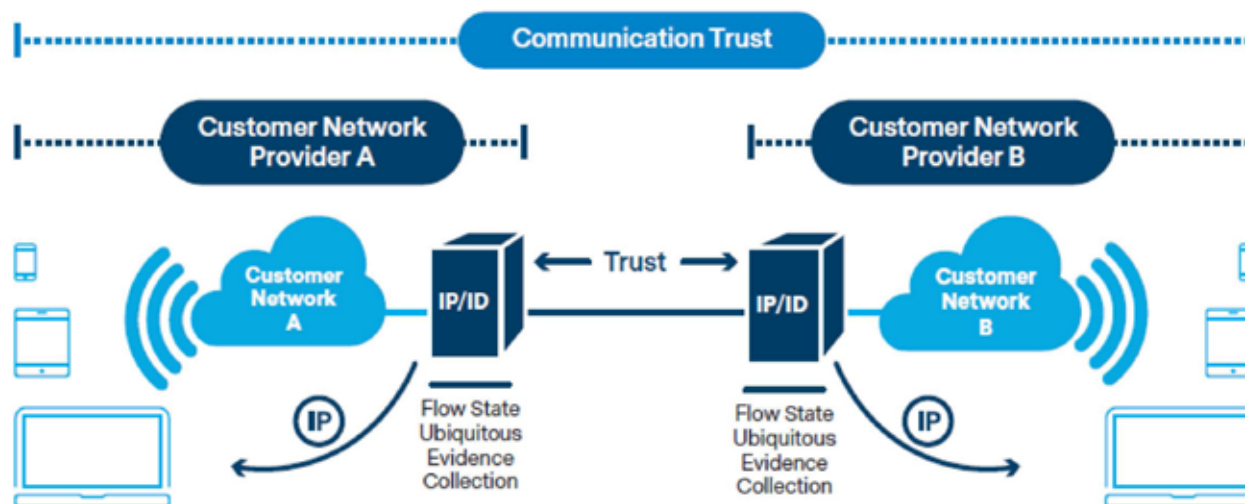 Communication Trust
Customer Network
Provider A
Customer Network
Provider B
Customer
Network
A
IP/ID
Trust
IP/ID
Customer
Network
B
IP
Flow State
Ubiquitous
Evidence
Collection
Flow State
Ubiquitous
Evidence
Collection
IP